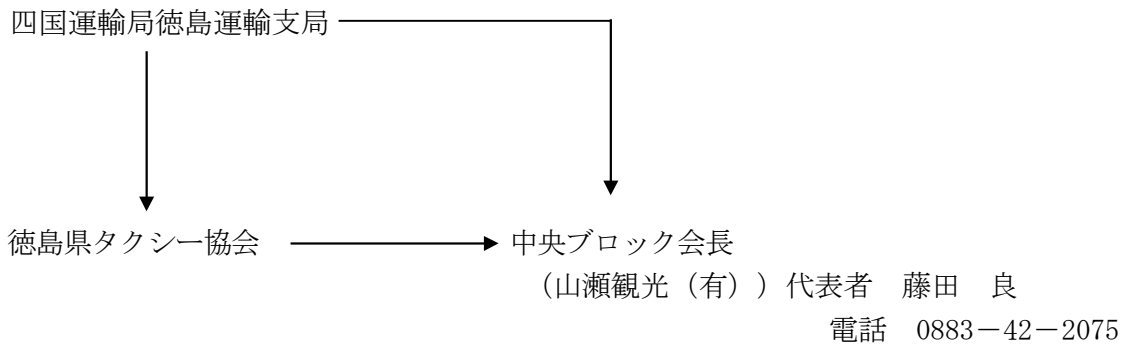 四国運輸局徳島運輸支局
徳島県タクシー協会
中央ブロック会長
（山瀬観光（有））代表者　藤田　良
電話　0883－42－2075